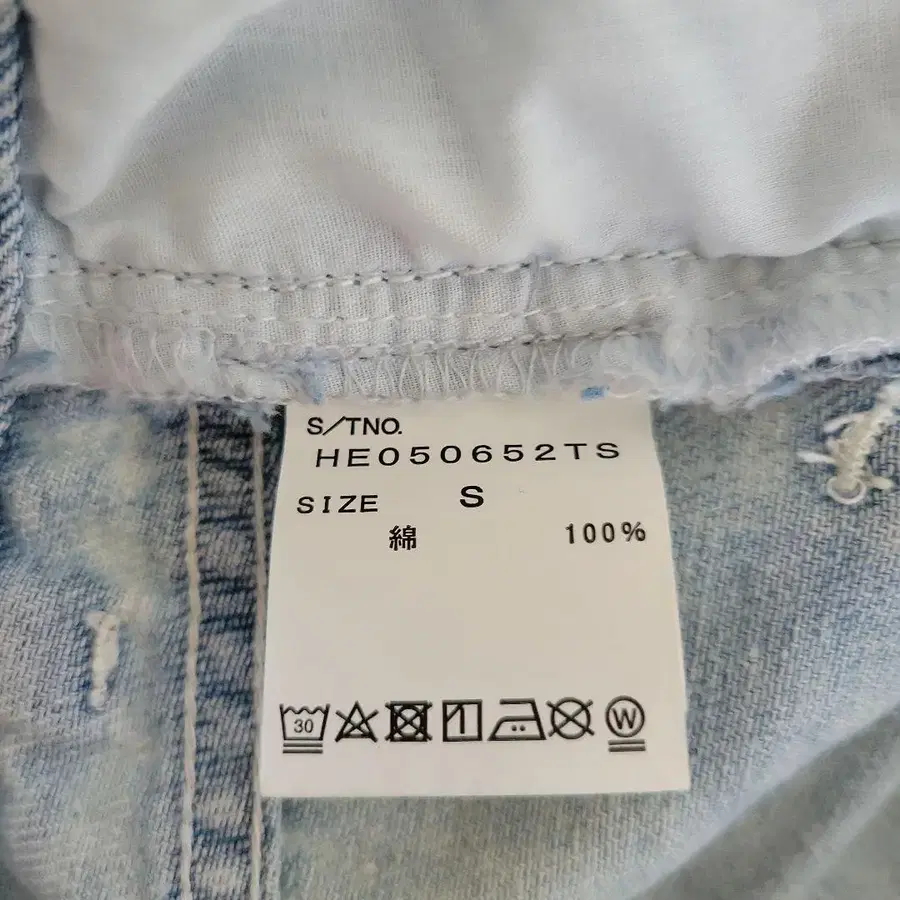 S/TNO.
HE050652TS
SIZE S
綿 100%
30 W